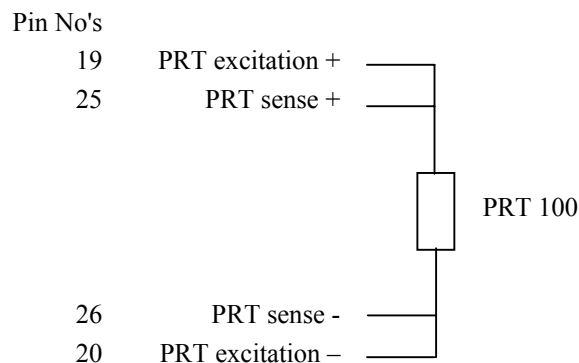 Pin No's
19 PRT excitation +
25 PRT sense +
PRT 100
26 PRT sense -
20 PRT excitation –